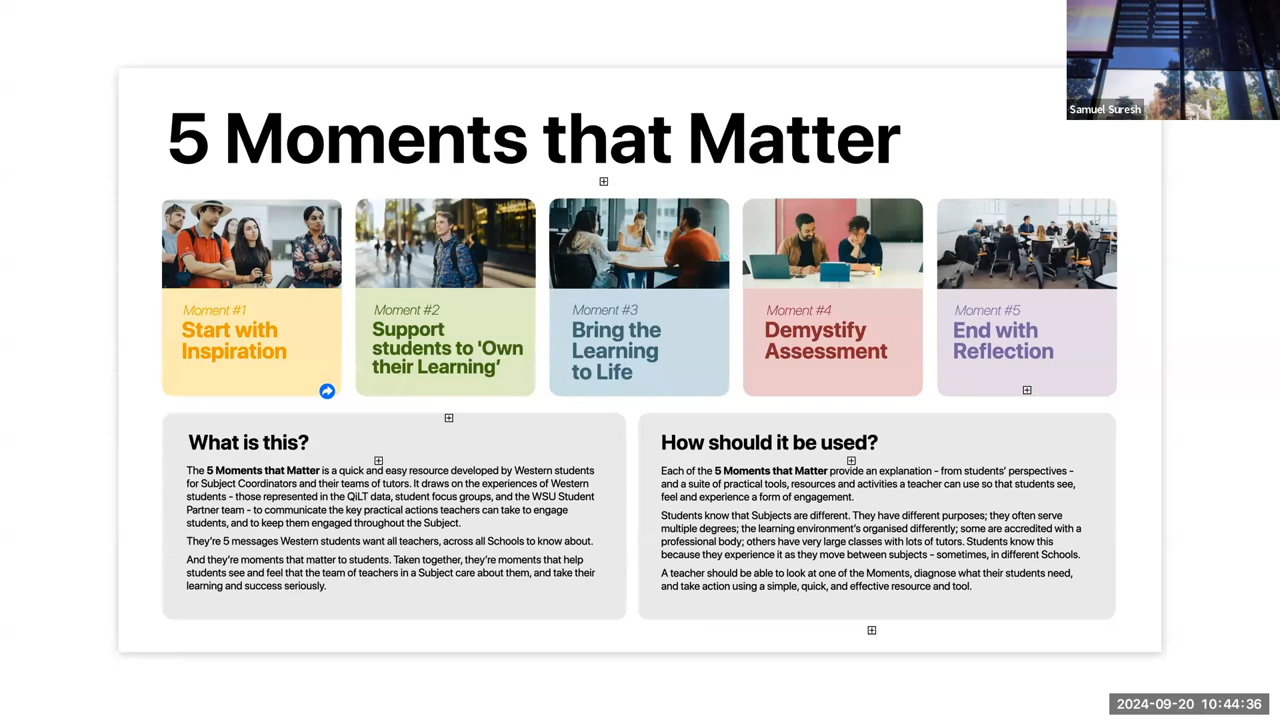 Samuel Suresh
5 Moments that Matter
Moment #1
Start with
Inspiration
Moment #2
Support
students to 'Own
their Learning'
Moment #3
Bring the
Learning
to Life
Moment #4
Demystify
Assessment
Moment #5
End with
Reflection
What is this?
The 5 Moments that Matter is a quick and easy resource developed by Western students
for Subject Coordinators and their teams of tutors. It draws on the experiences of Western
students - those represented in the QiLT data, student focus groups, and the WSU Student
Partner team - to communicate the key practical actions teachers can take to engage
students, and to keep them engaged throughout the Subject.
They're 5 messages Western students want all teachers, across all Schools to know about.
And they're moments that matter to students. Taken together, they're moments that help
students see and feel that the team of teachers in a Subject care about them, and take their
learning and success seriously.
How should it be used?
Each of the 5 Moments that Matter provide an explanation - from students' perspectives -
and a suite of practical tools, resources and activities a teacher can use so that students see,
feel and experience a form of engagement.
Students know that Subjects are different. They have different purposes; they often serve
multiple degrees; the learning environment's organised differently; some are accredited with a
professional body; others have very large classes with lots of tutors. Students know this
because they experience it as they move between subjects - sometimes, in different Schools.
A teacher should be able to look at one of the Moments, diagnose what their students need,
and take action using a simple, quick, and effective resource and tool.
2024-09-20 10:44:36